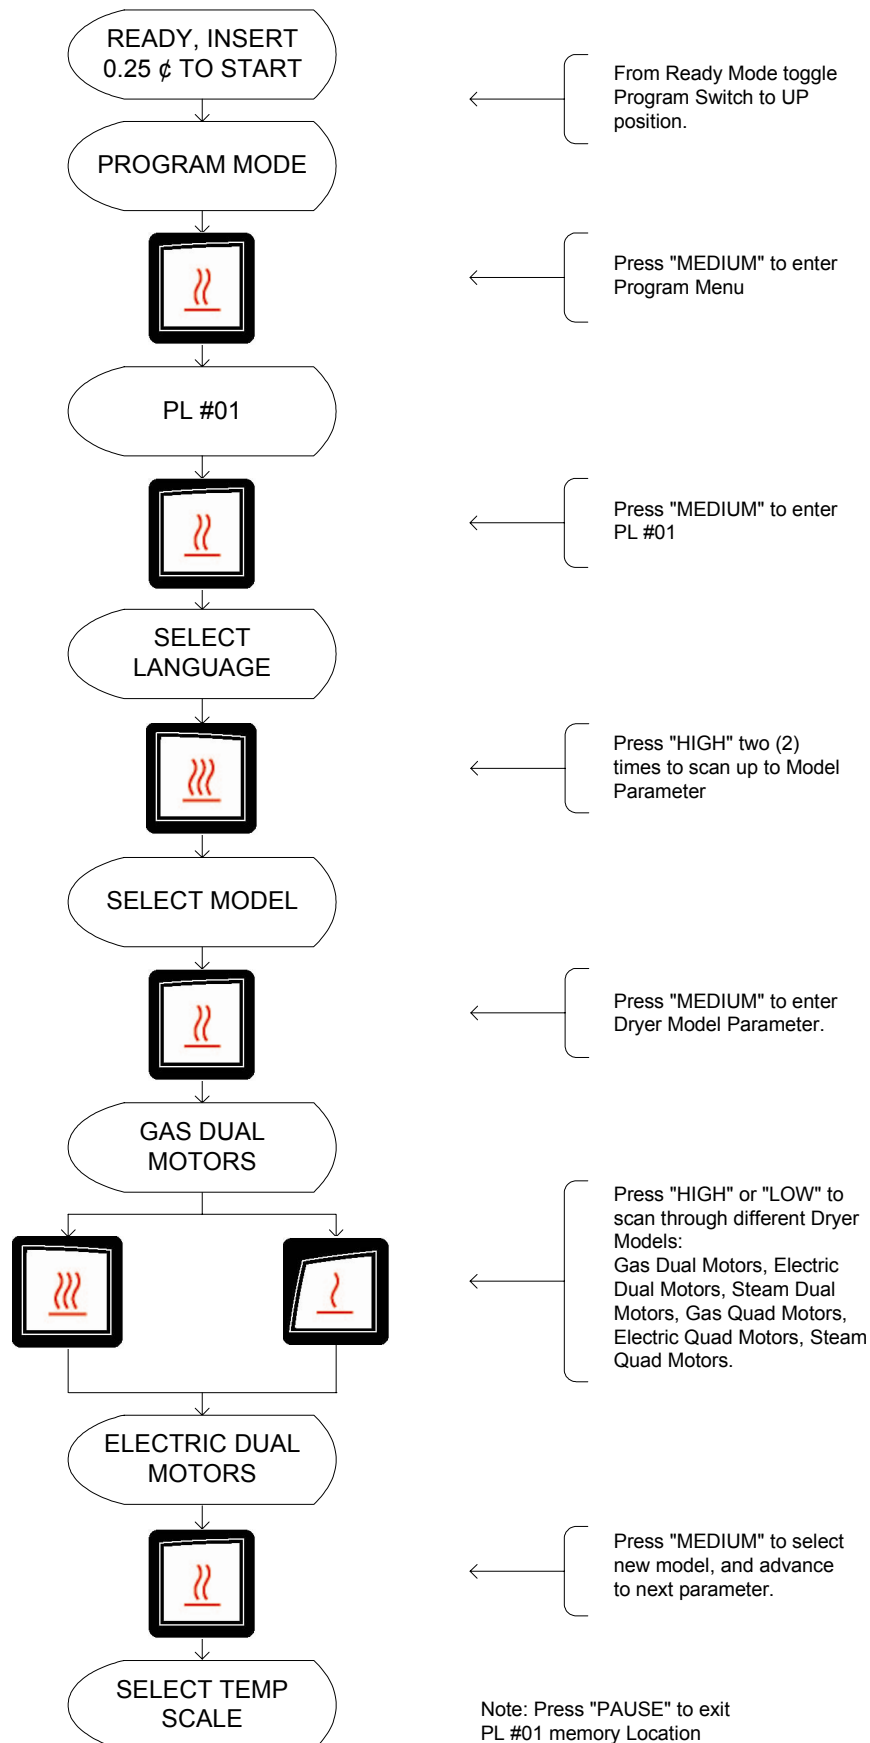 READY, INSERT
0.25 ¢ TO START
From Ready Mode toggle
Program Switch to UP
position.
PROGRAM MODE
Press "MEDIUM" to enter
Program Menu
PL #01
Press "MEDIUM" to enter
PL #01
SELECT
LANGUAGE
Press "HIGH" two (2)
times to scan up to Model
Parameter
SELECT MODEL
Press "MEDIUM" to enter
Dryer Model Parameter.
GAS DUAL
MOTORS
Press "HIGH" or "LOW" to
scan through different Dryer
Models:
Gas Dual Motors, Electric
Dual Motors, Steam Dual
Motors, Gas Quad Motors,
Electric Quad Motors, Steam
Quad Motors.
ELECTRIC DUAL
MOTORS
Press "MEDIUM" to select
new model, and advance
to next parameter.
SELECT TEMP
SCALE
Note: Press "PAUSE" to exit
PL #01 memory Location